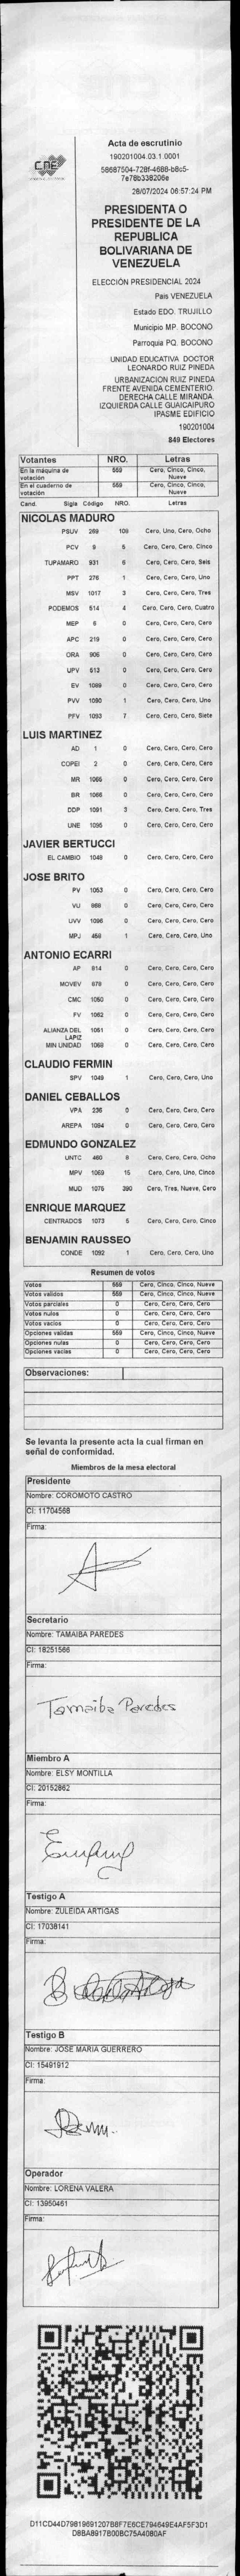 CNE
Acta de escrutinio
190201004.03.1.0001
58687504-728f-4688-b8c5-
7e78b338206e
28/07/2024 06:57:24 PM
PRESIDENTA O
PRESIDENTE DE LA
REPUBLICA
BOLIVARIANA DE
VENEZUELA
ELECCIÓN PRESIDENCIAL 2024
Pais VENEZUELA
Estado EDO. TRUJILLO
Municipio MP. BOCONO
Parroquia PQ. BOCONO
UNIDAD EDUCATIVA DOCTOR
LEONARDO RUIZ PINEDA
URBANIZACION RUIZ PINEDA
FRENTE AVENIDA CEMENTERIO.
DERECHA CALLE MIRANDA.
IZQUIERDA CALLE GUAICAIPURO
IPASME EDIFICIO
190201004
849 Electores
Votantes NRO. Letras
En la máquina de votación 559 Cero, Cinco, Cinco, Nueve
En el cuaderno de votación 559 Cero, Cinco, Cinco, Nueve
Cand. Sigla Código NRO. Letras
NICOLAS MADURO
PSUV 269 108 Cero, Uno, Cero, Ocho
PCV 9 5 Cero, Cero, Cero, Cinco
TUPAMARO 931 6 Cero, Cero, Cero, Seis
PPT 276 1 Cero, Cero, Cero, Uno
MSV 1017 3 Cero, Cero, Cero, Tres
PODEMOS 514 4 Cero, Cero, Cero, Cuatro
MEP 6 0 Cero, Cero, Cero, Cero
APC 219 0 Cero, Cero, Cero, Cero
ORA 906 0 Cero, Cero, Cero, Cero
UPV 613 0 Cero, Cero, Cero, Cero
EV 1089 0 Cero, Cero, Cero, Cero
PVV 1090 1 Cero, Cero, Cero, Uno
PFV 1093 7 Cero, Cero, Cero, Siete
LUIS MARTINEZ
AD 1 0 Cero, Cero, Cero, Cero
COPEI 2 0 Cero, Cero, Cero, Cero
MR 1065 0 Cero, Cero, Cero, Cero
BR 1066 0 Cero, Cero, Cero, Cero
DDP 1091 3 Cero, Cero, Cero, Tres
UNE 1095 0 Cero, Cero, Cero, Cero
JAVIER BERTUCCI
EL CAMBIO 1048 0 Cero, Cero, Cero, Cero
JOSE BRITO
PV 1053 0 Cero, Cero, Cero, Cero
VU 868 0 Cero, Cero, Cero, Cero
UVV 1096 0 Cero, Cero, Cero, Cero
MPJ 458 1 Cero, Cero, Cero, Uno
ANTONIO ECARRI
AP 814 0 Cero, Cero, Cero, Cero
MOVEV 878 0 Cero, Cero, Cero, Cero
CMC 1050 0 Cero, Cero, Cero, Cero
FV 1062 0 Cero, Cero, Cero, Cero
ALIANZA DEL LAPIZ 1051 0 Cero, Cero, Cero, Cero
MIN UNIDAD 1068 0 Cero, Cero, Cero, Cero
CLAUDIO FERMIN
SPV 1049 1 Cero, Cero, Cero, Uno
DANIEL CEBALLOS
VPA 236 0 Cero, Cero, Cero, Cero
AREPA 1094 0 Cero, Cero, Cero, Cero
EDMUNDO GONZALEZ
UNTC 460 8 Cero, Cero, Cero, Ocho
MPV 1069 15 Cero, Cero, Uno, Cinco
MUD 1076 390 Cero, Tres, Nueve, Cero
ENRIQUE MARQUEZ
CENTRADOS 1073 5 Cero, Cero, Cero, Cinco
BENJAMIN RAUSSEO
CONDE 1092 1 Cero, Cero, Cero, Uno
Resumen de votos
Votos 559 Cero, Cinco, Cinco, Nueve
Votos validos 559 Cero, Cinco, Cinco, Nueve
Votos parciales 0 Cero, Cero, Cero, Cero
Votos nulos 0 Cero, Cero, Cero, Cero
Votos vacios 0 Cero, Cero, Cero, Cero
Opciones validas 559 Cero, Cinco, Cinco, Nueve
Opciones nulas 0 Cero, Cero, Cero, Cero
Opciones vacias 0 Cero, Cero, Cero, Cero
Observaciones:
Se levanta la presente acta la cual firman en
señal de conformidad.
Miembros de la mesa electoral
Presidente
Nombre: COROMOTO CASTRO
CI: 11704568
Firma:
Secretario
Nombre: TAMAIBA PAREDES
CI: 18251566
Firma:
Tamaiba Paredes
Miembro A
Nombre: ELSY MONTILLA
CI: 20152862
Firma:
Testigo A
Nombre: ZULEIDA ARTIGAS
CI: 17038141
Firma:
Testigo B
Nombre: JOSE MARIA GUERRERO
CI: 15491912
Firma:
Operador
Nombre: LORENA VALERA
CI: 13950461
Firma: